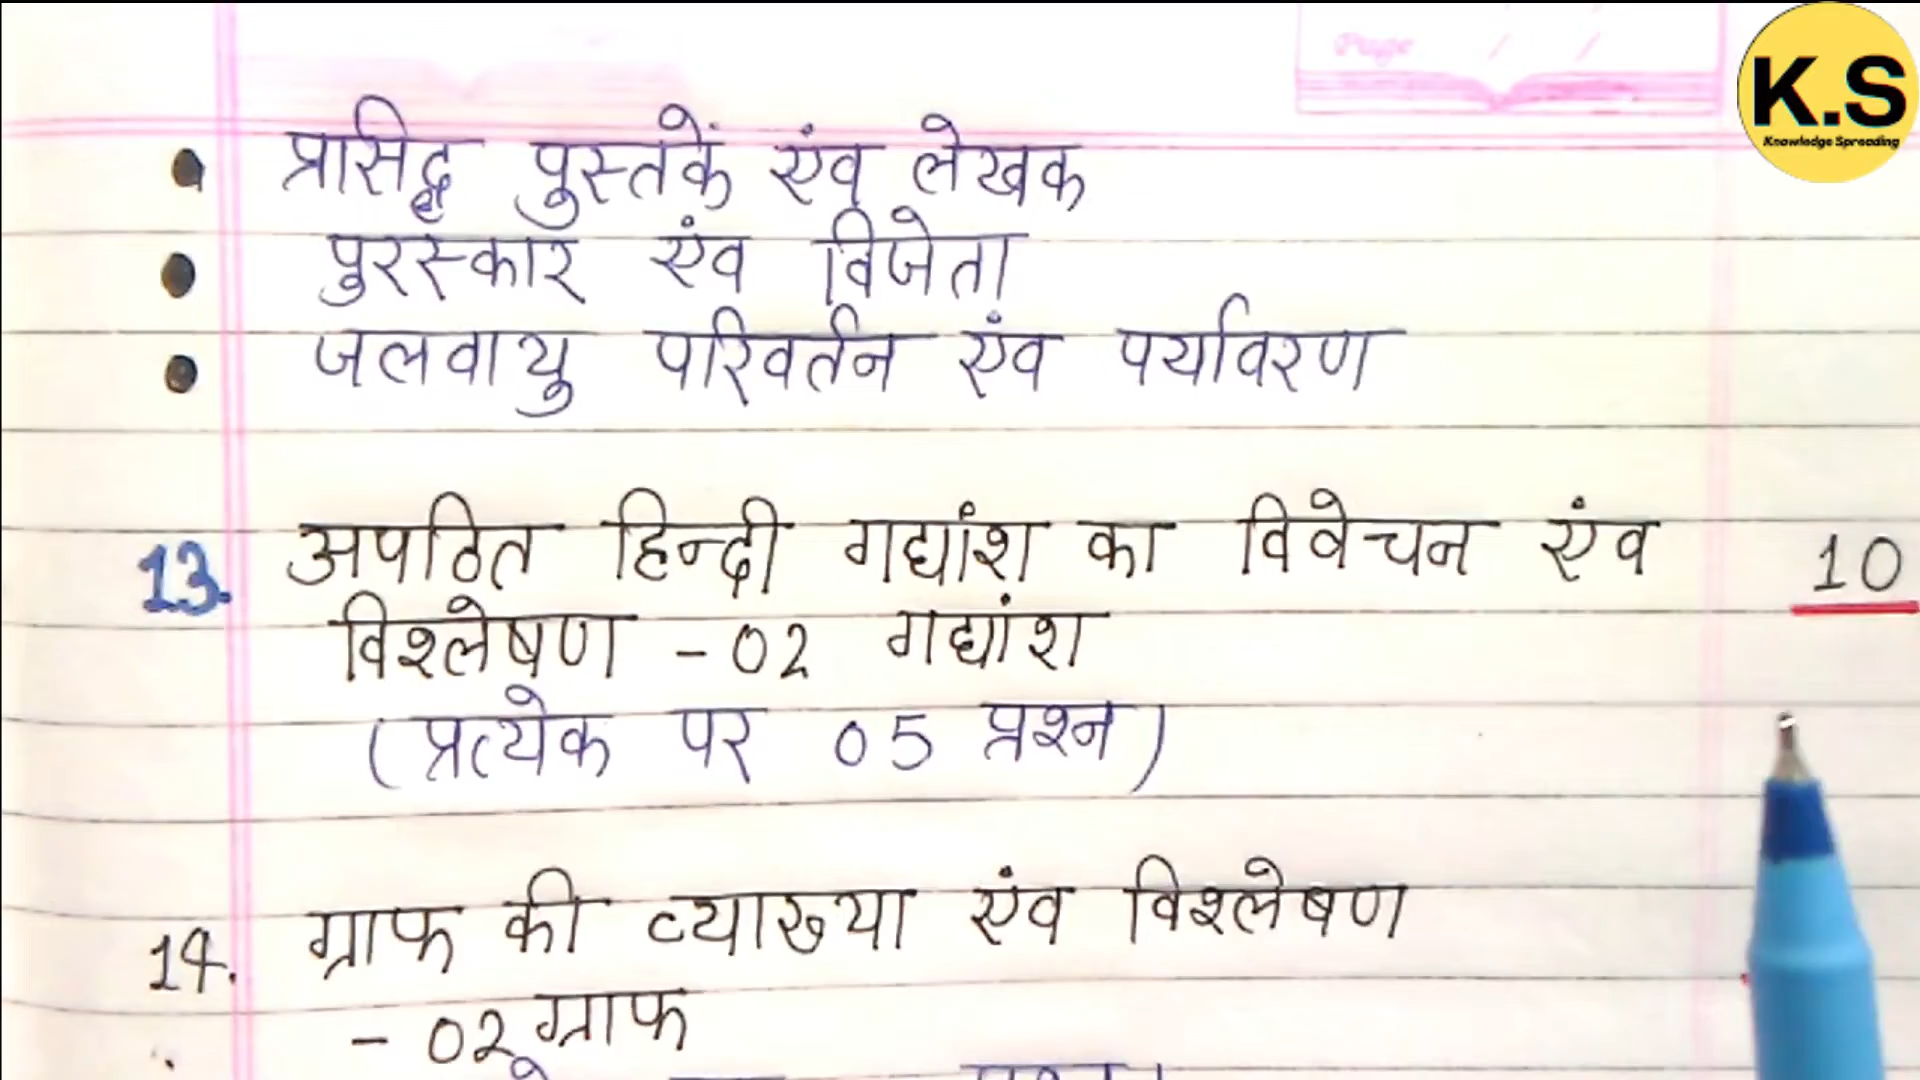 Page / /
K.S
Knowledge Spreading
• प्रासिद्ध पुस्तकें एंव लेखक
• पुरस्कार एंव विजेता
• जलवायु परिवर्तन एंव पर्यावरण
13. अपठित हिन्दी गद्यांश का विवेचन एंव 10
विश्लेषण - 02 गद्यांश
(प्रत्येक पर 05 प्रश्न)
14. ग्राफ की व्याख्या एंव विश्लेषण
- 02 ग्राफ